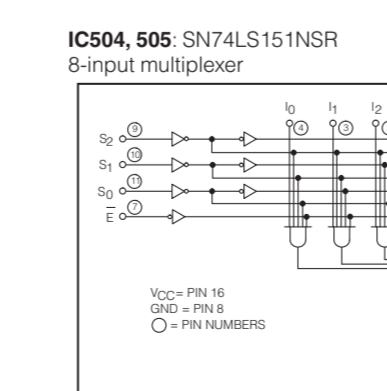 IC504, 505: SN74LS151NSR
8-input multiplexer
I0 I1 I2
4 3
S2 9
S1 10
S0 11
E 7
VCC= PIN 16
GND = PIN 8
= PIN NUMBERS